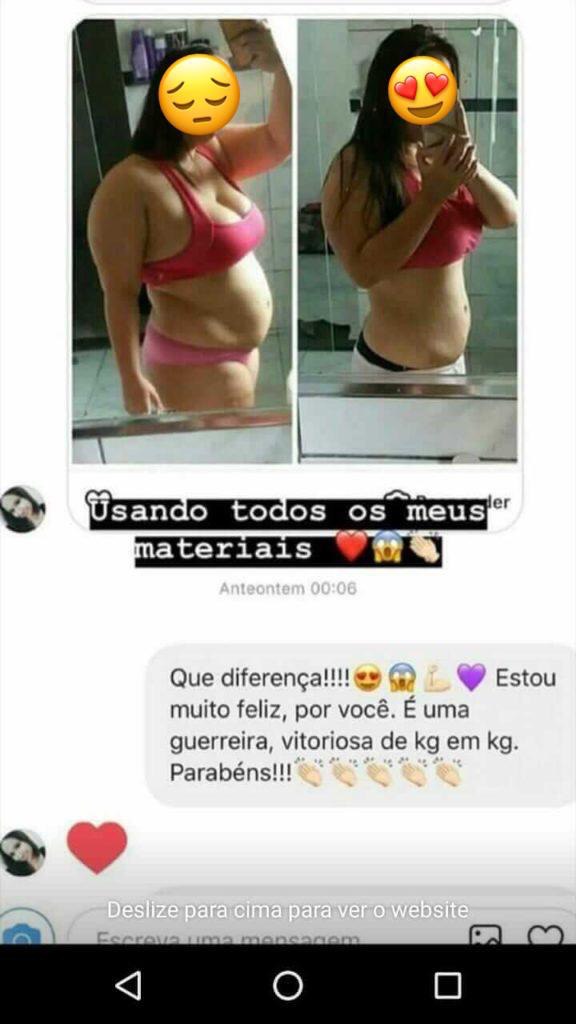 Usando todos os meus
materiais ❤️😱👏🏻
Anteontem 00:06
Que diferença!!!!😍😱💪🏻💜 Estou
muito feliz, por você. É uma
guerreira, vitoriosa de kg em kg.
Parabéns!!!👏🏻👏🏻👏🏻👏🏻👏🏻
Deslize para cima para ver o website
Escreva uma mensagem